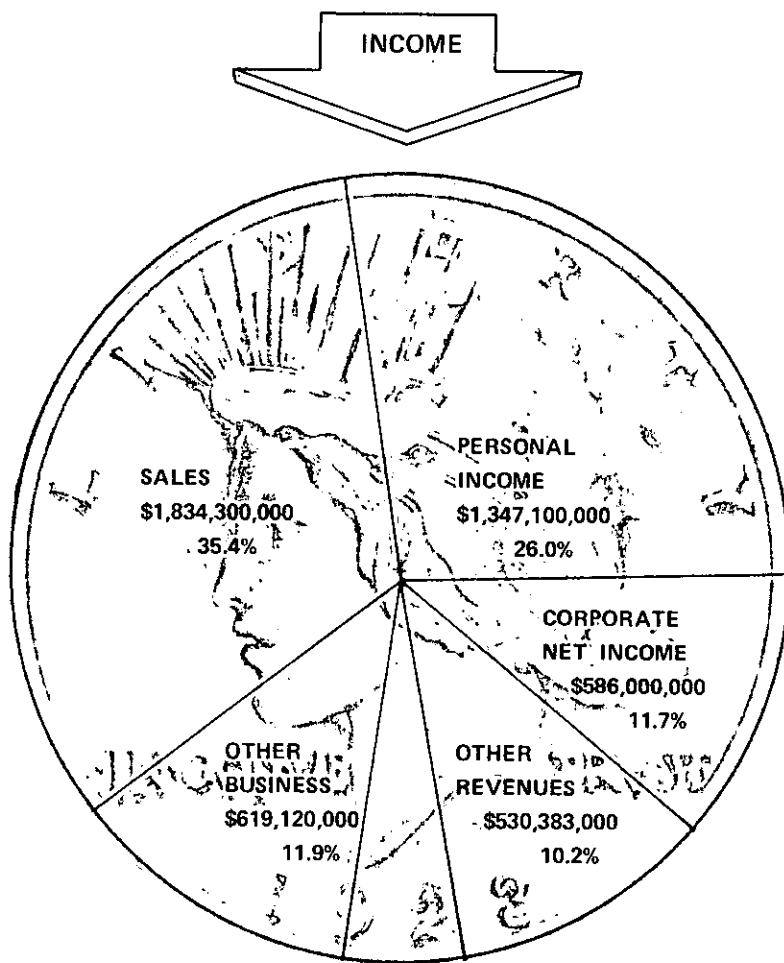 INCOME
SALES
$1,834,300,000
35.4%
PERSONAL
INCOME
$1,347,100,000
26.0%
CORPORATE
NET INCOME
$586,000,000
11.7%
OTHER
BUSINESS
$619,120,000
11.9%
OTHER
REVENUES
$530,383,000
10.2%